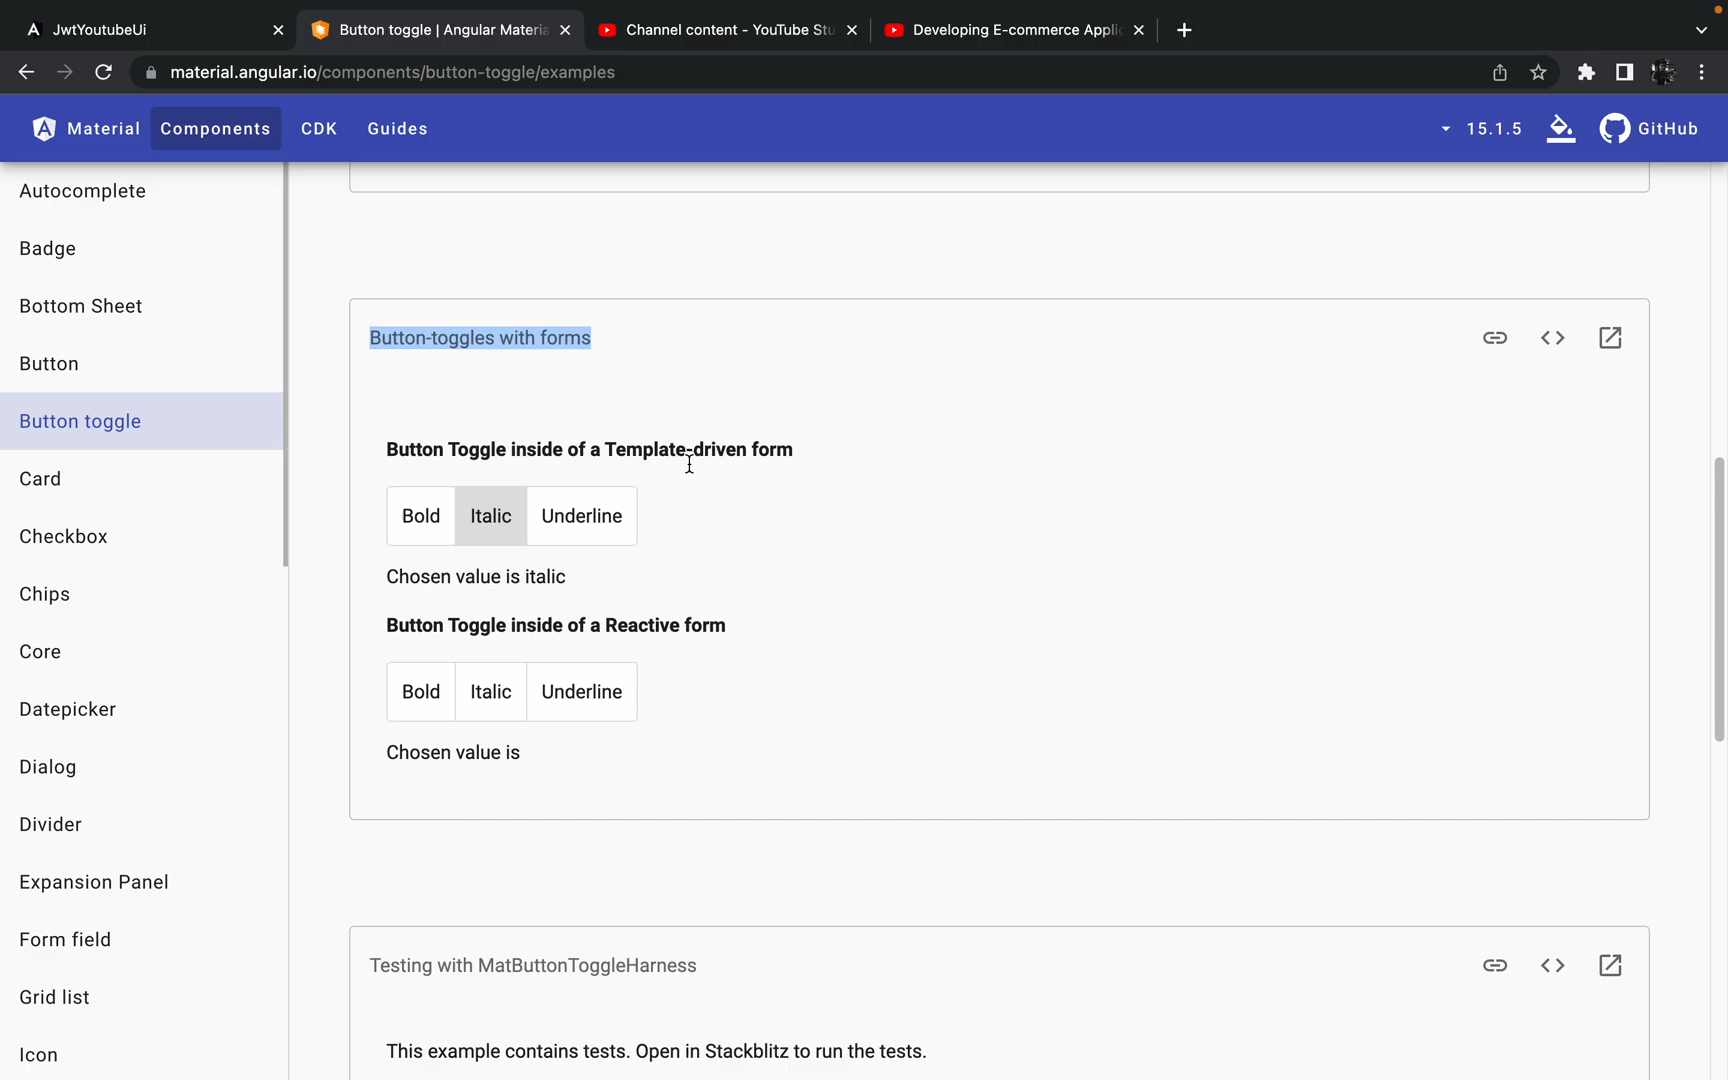 JwtYoutubeUi
Button toggle | Angular Materia
Channel content - YouTube Stu
Developing E-commerce Applic
material.angular.io/components/button-toggle/examples
Material
Components
CDK
Guides
15.1.5
GitHub
Autocomplete
Badge
Bottom Sheet
Button
Button toggle
Card
Checkbox
Chips
Core
Datepicker
Dialog
Divider
Expansion Panel
Form field
Grid list
Icon
Button-toggles with forms
Button Toggle inside of a Template-driven form
Bold Italic Underline
Chosen value is italic
Button Toggle inside of a Reactive form
Bold Italic Underline
Chosen value is
Testing with MatButtonToggleHarness
This example contains tests. Open in Stackblitz to run the tests.